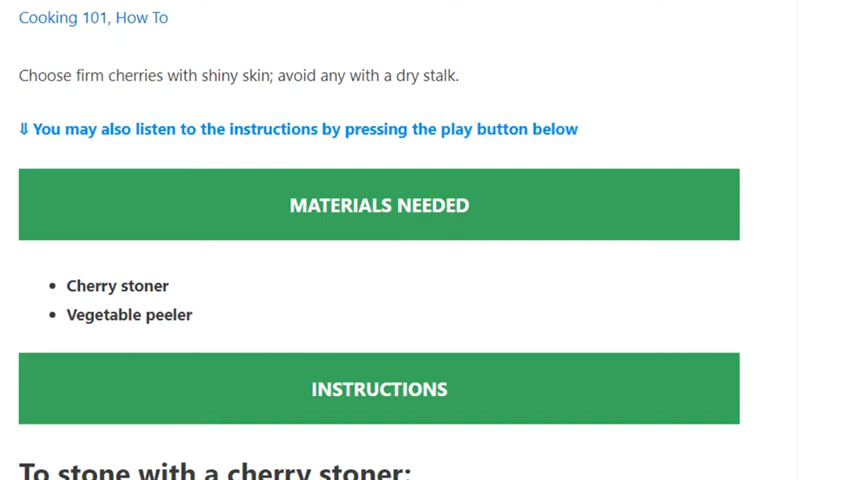 Cooking 101, How To
Choose firm cherries with shiny skin; avoid any with a dry stalk.
⇓ You may also listen to the instructions by pressing the play button below
MATERIALS NEEDED
• Cherry stoner
• Vegetable peeler
INSTRUCTIONS
To stone with a cherry stoner: